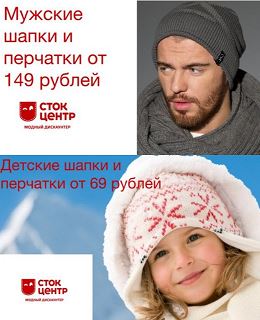 Мужские
шапки и
перчатки от
149 рублей
СТОК
ЦЕНТР
МОДНЫЙ ДИСКАУНТЕР
Детские шапки и
перчатки от 69 рублей
СТОК
ЦЕНТР
МОДНЫЙ ДИСКАУНТЕР